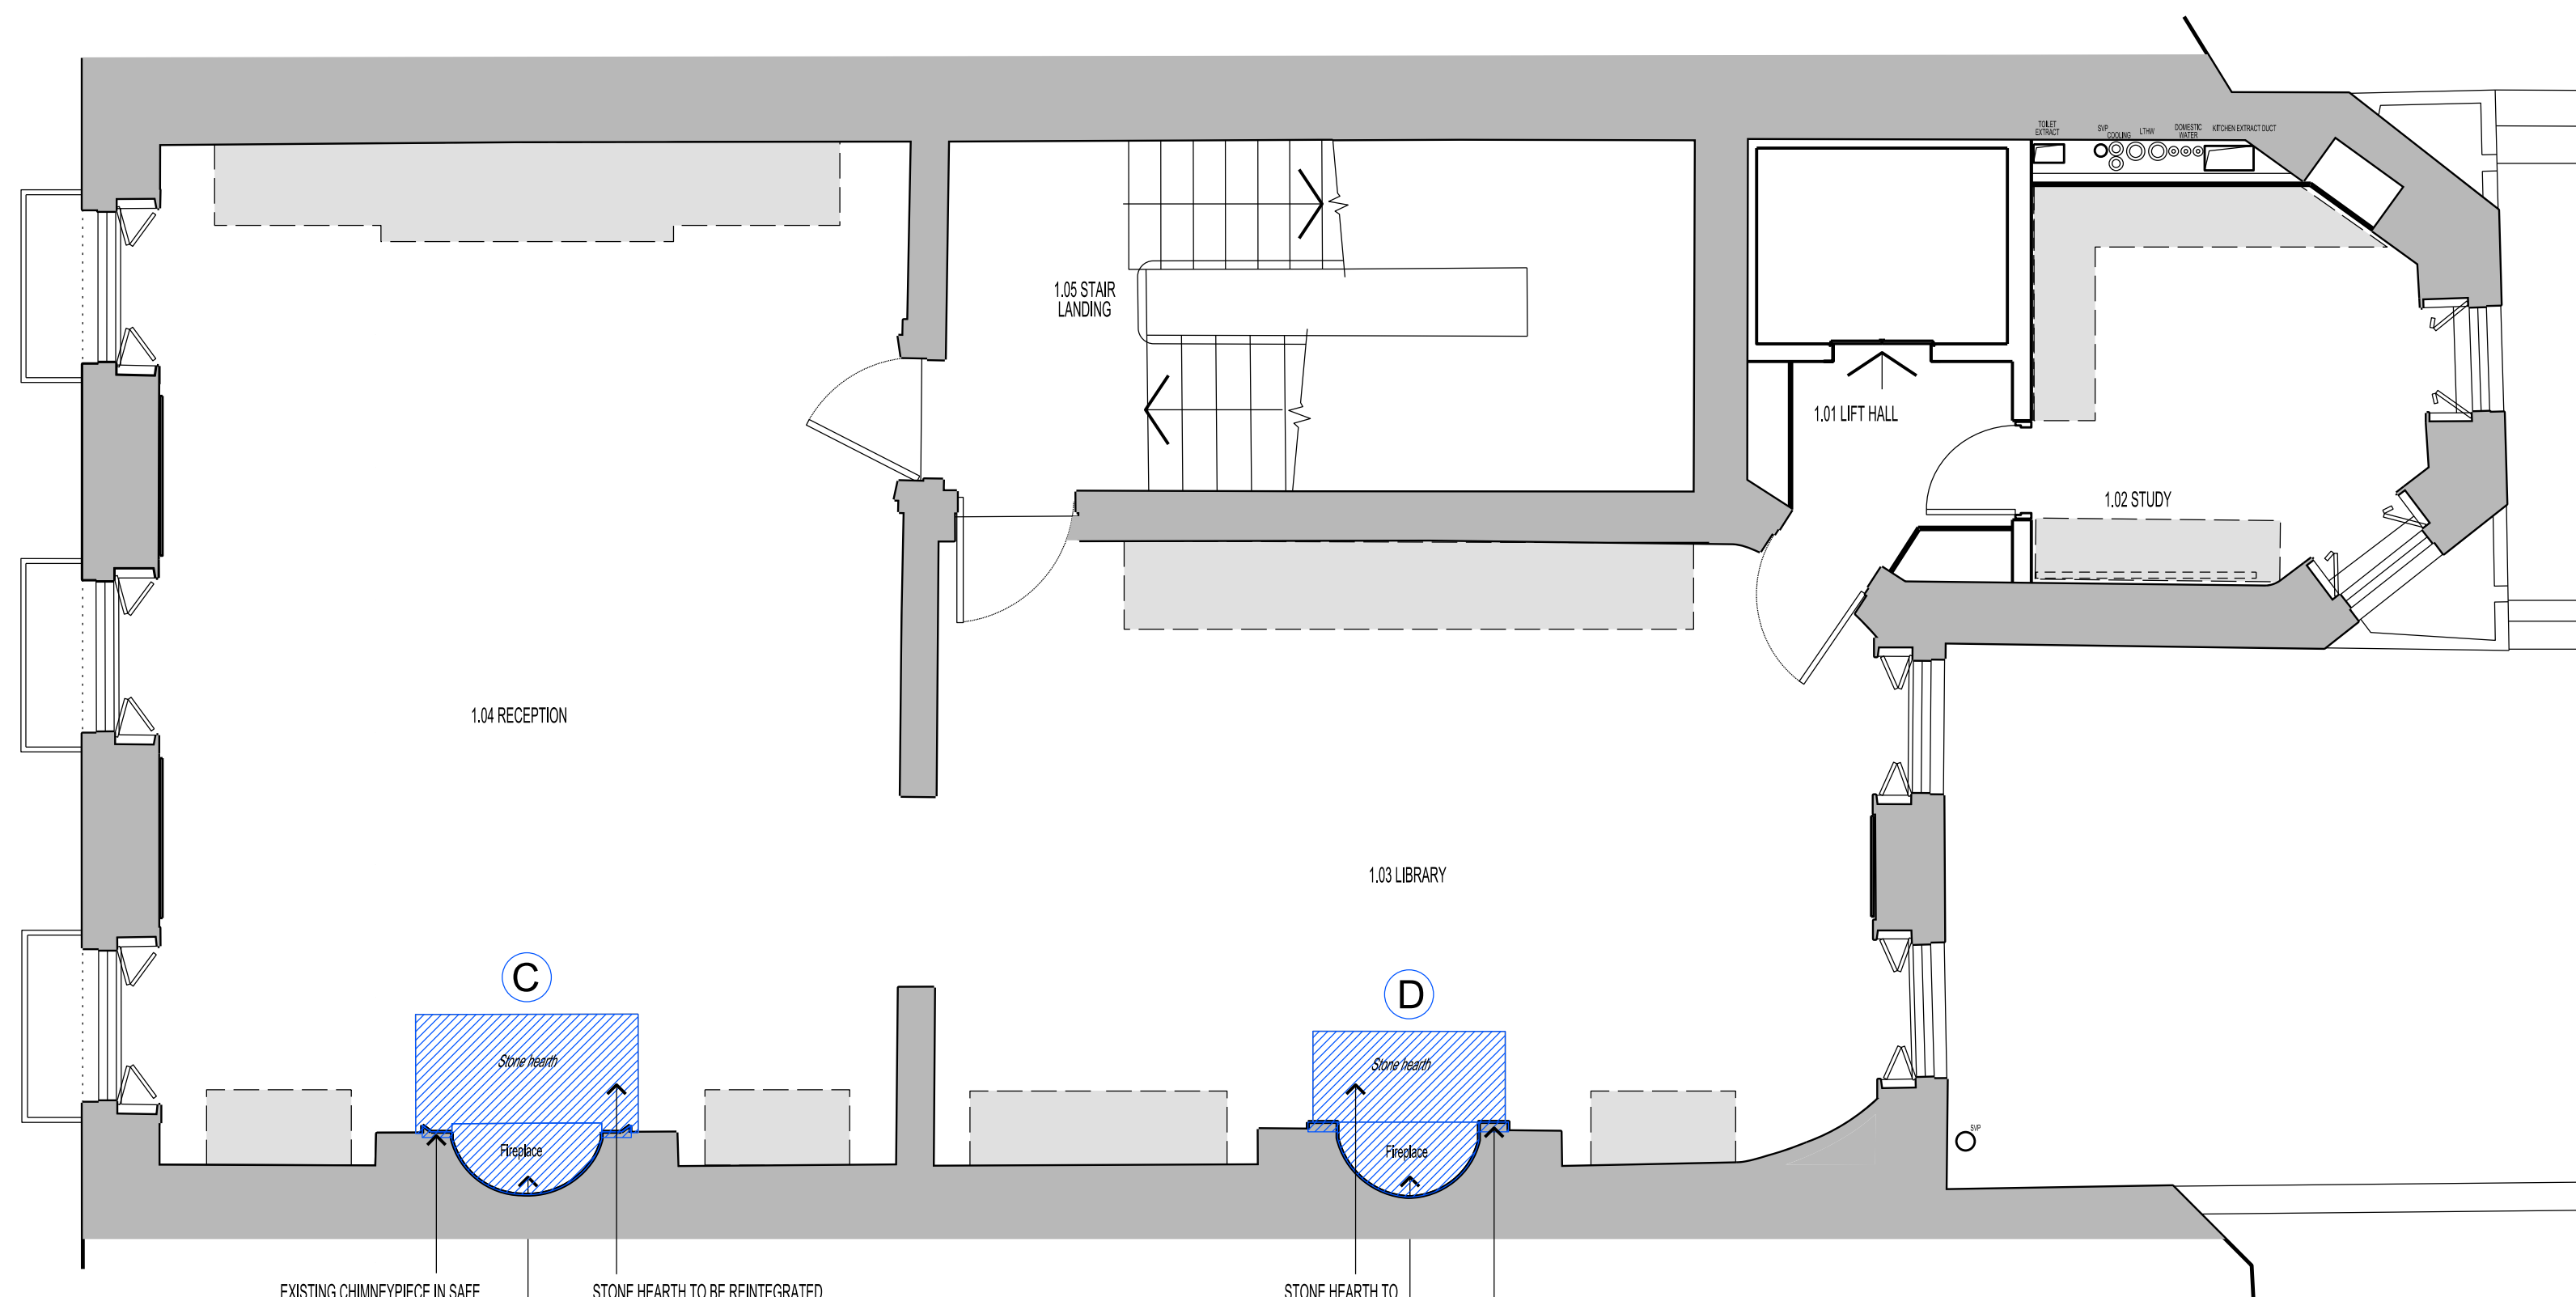 TOILET
EXTRACT
SVP
COOLING
LTHW
DOMESTIC
WATER
KITCHEN EXTRACT DUCT
1.05 STAIR
LANDING
1.01 LIFT HALL
1.02 STUDY
1.04 RECEPTION
1.03 LIBRARY
C
D
Stone hearth
Stone hearth
Fireplace
Fireplace
SVP
EXISTING CHIMNEYPIECE IN SAFE
STONE HEARTH TO BE REINTEGRATED
STONE HEARTH TO